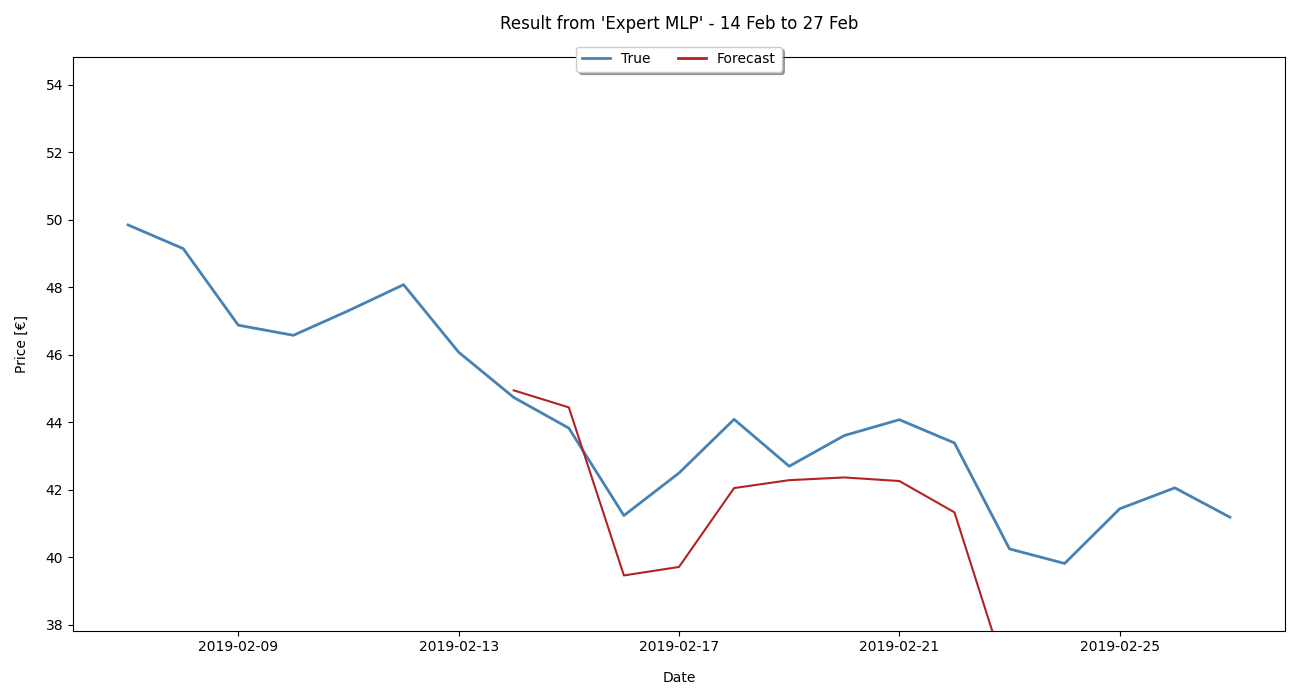 Result from 'Expert MLP' - 14 Feb to 27 Feb
True Forecast
54
52
50
48
46
44
42
40
38
Price [€]
2019-02-09 2019-02-13 2019-02-17 2019-02-21 2019-02-25
Date